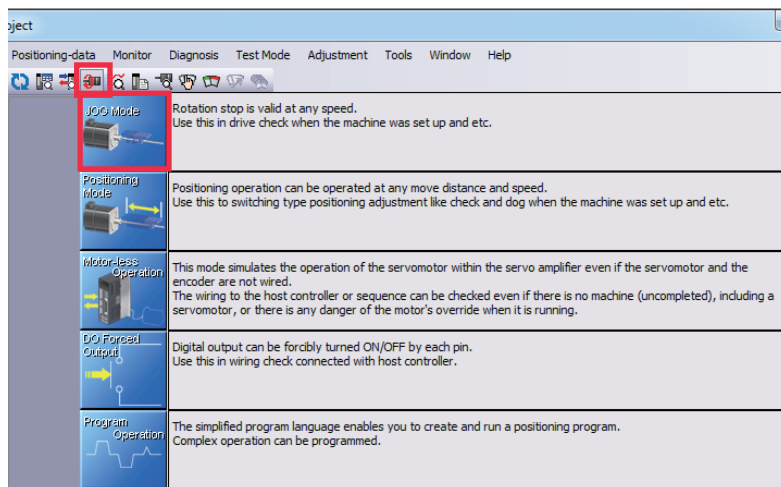 oject
Positioning-data Monitor Diagnosis Test Mode Adjustment Tools Window Help
JOG Mode
Rotation stop is valid at any speed.
Use this in drive check when the machine was set up and etc.
Positioning
Mode
Positioning operation can be operated at any move distance and speed.
Use this to switching type positioning adjustment like check and dog when the machine was set up and etc.
Motor-less
Operation
This mode simulates the operation of the servomotor within the servo amplifier even if the servomotor and the
encoder are not wired.
The wiring to the host controller or sequence can be checked even if there is no machine (uncompleted), including a
servomotor, or there is any danger of the motor's override when it is running.
DO Forced
Output
Digital output can be forcibly turned ON/OFF by each pin.
Use this in wiring check connected with host controller.
Program
Operation
The simplified program language enables you to create and run a positioning program.
Complex operation can be programmed.